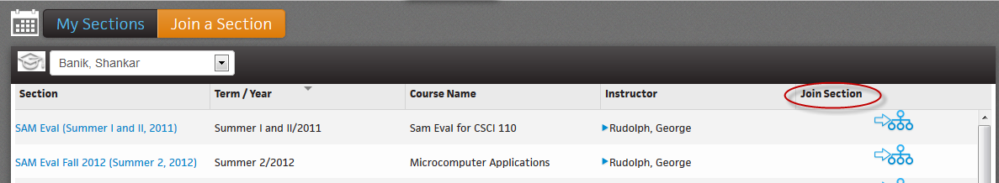 My Sections Join a Section
Banik, Shankar
Section Term / Year Course Name Instructor Join Section
SAM Eval (Summer I and II, 2011) Summer I and II/2011 Sam Eval for CSCI 110 Rudolph, George
SAM Eval Fall 2012 (Summer 2, 2012) Summer 2/2012 Microcomputer Applications Rudolph, George